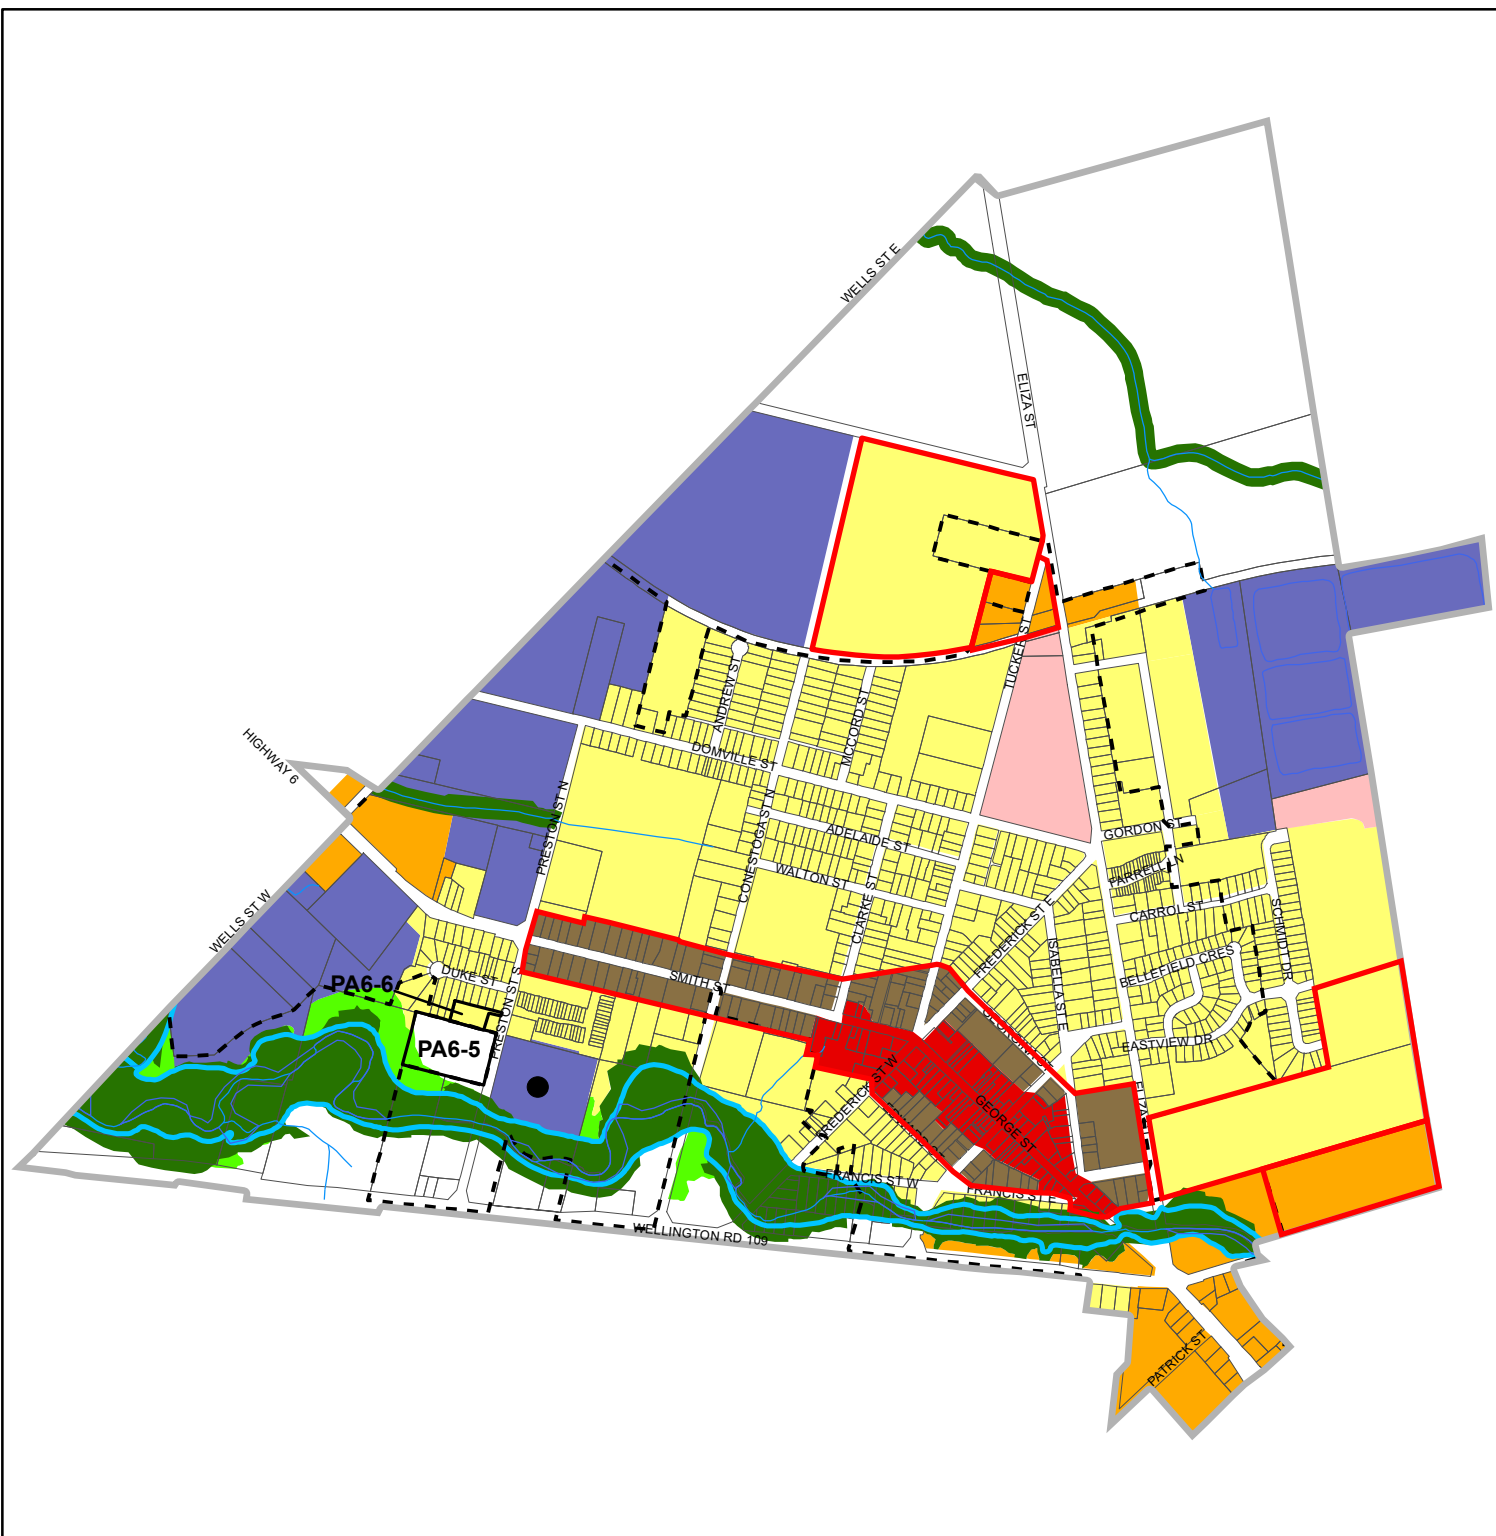 WELLS ST E
ELIZA ST
TUCKER ST
ANDREW ST
MCCORD ST
HIGHWAY 6
DOMVILLE ST
PRESTON ST N
CONESTOGA ST N
ADELAIDE ST
GORDON ST
WALTON ST
FARRELL LN
CLARKE ST
CARROL ST
WELLS ST W
FREDERICK ST E
SCHMIDT DR
ISABELLA ST E
BELLEFIELD CRES
DUKE ST
SMITH ST
PA6-6
PRESTON ST S
PA6-5
EASTVIEW DR
FREDERICK ST W
GEORGE ST
FRANCIS ST W
FRANCIS ST E
WELLINGTON RD 109
PATRICK ST